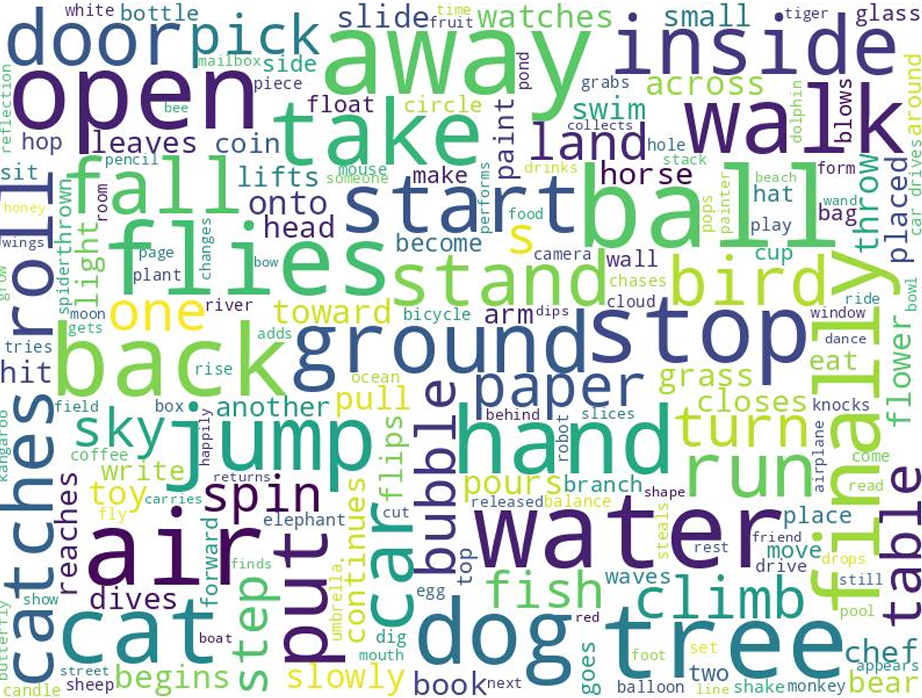 white
bottle
slide
time
fruit
watches
small
tiger
glass
door
pick
away
inside
mailbox
side
open
piece
pond
grabs
across
dolphin
blows
around
reflection
bee
float
circle
swim
walk
hop
leaves
coin
take
paint
land
collects
hole
drives
sit
pencil
fall
lifts
mouse
someone
make
performs
drinks
stack
horse
form
throw
placed
honey
room
onto
start
food
ball
pops
painter
beach
hat
wand
bag
play
wings
spider
thrown
light
flies
changes
head
become
s
camera
wall
cup
page
plant
bow
stand
chases
bird
finally
grow
roll
moon
one
river
toward
bicycle
arm
dips
cloud
window
ride
howl
gets
adds
ground
stop
dance
flower
tries
back
rise
eat
hit
ocean
paper
grass
field
box
another
pull
bubble
behind
slices
closes
knocks
kangaroo
catches
sky
happily
jump
flips
hand
robot
turn
airplane
come
coffee
write
returns
run
read
reaches
toy
carries
spin
continues
pours
branch
shape
fly
air
elephant
cut
car
released
balance
water
steals
place
table
forward
put
rest
friend
move
drive
drops
still
finds
umbrella
top
fish
waves
climb
show
dives
step
egg
pool
butterfly
cat
boat
dig
mouth
dog
red
tree
chef
goes
foot
set
two
appears
street
sheep
begins
slowly
book
next
balloon
line
shake
monkey
bear
candle